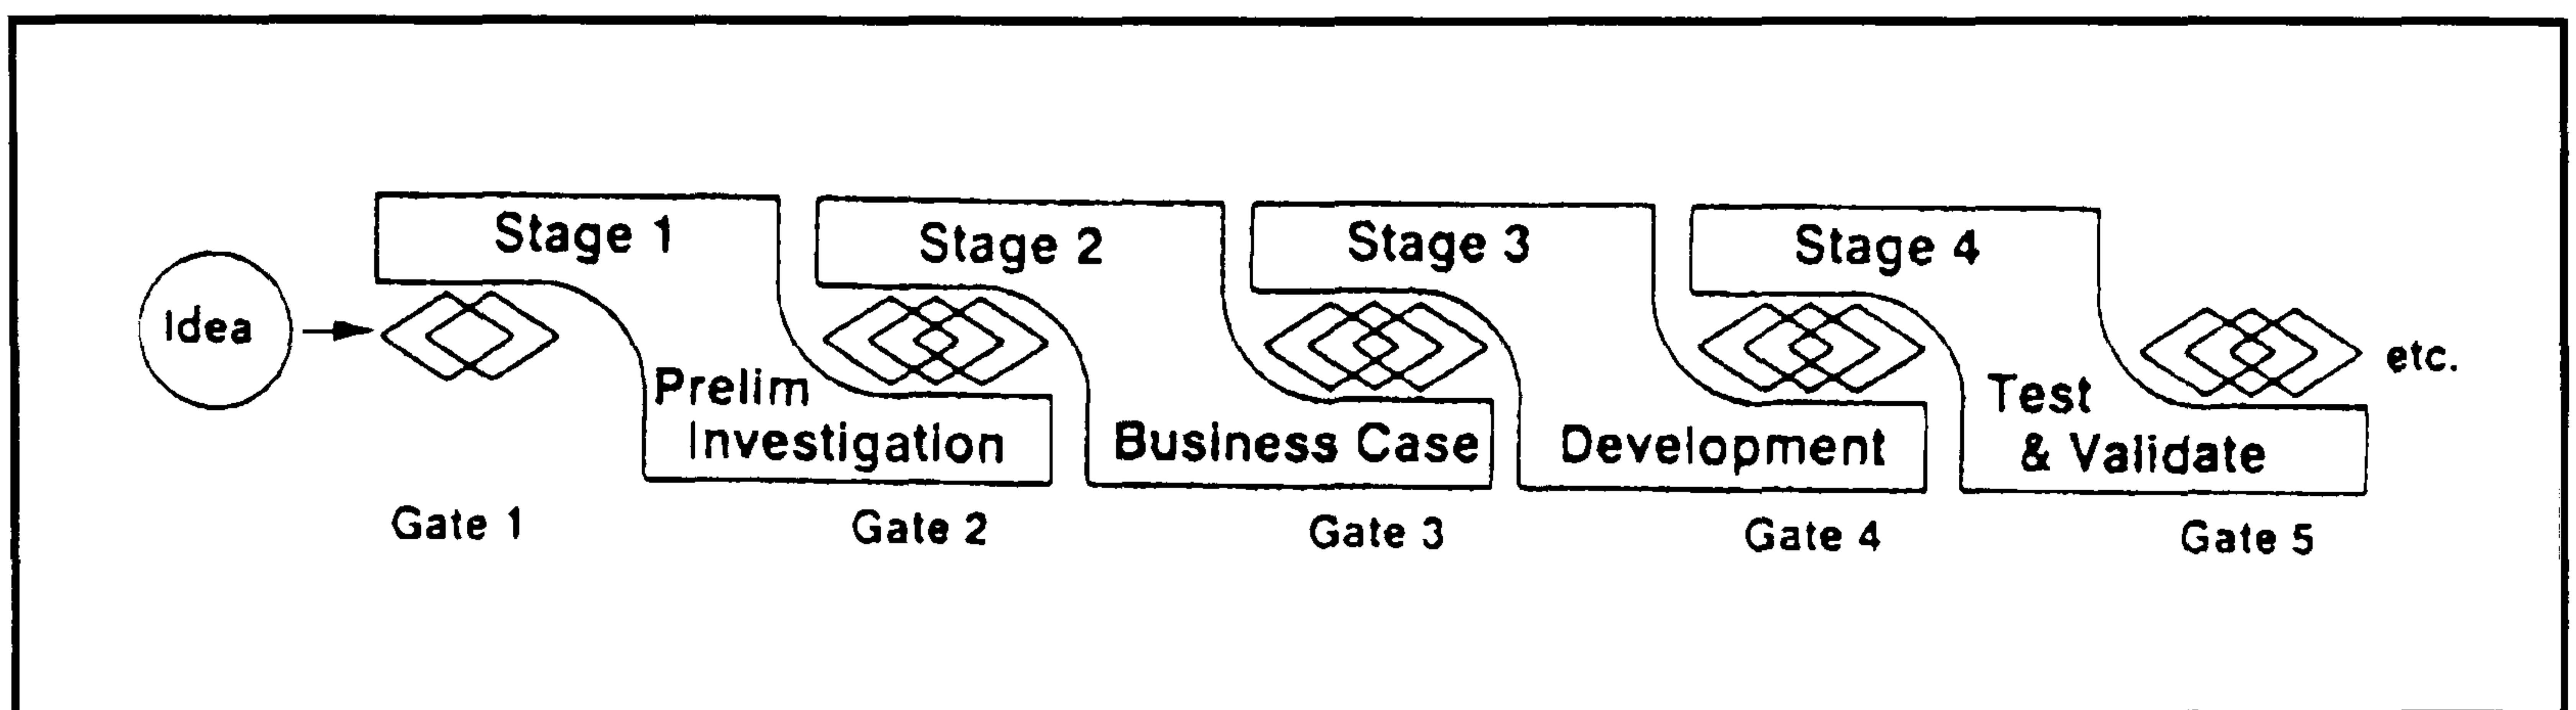 Stage 1
Stage 2
Stage 3
Stage 4
Idea
etc.
Prelim
Investigation
Business Case
Development
Test
& Validate
Gate 1
Gate 2
Gate 3
Gate 4
Gate 5